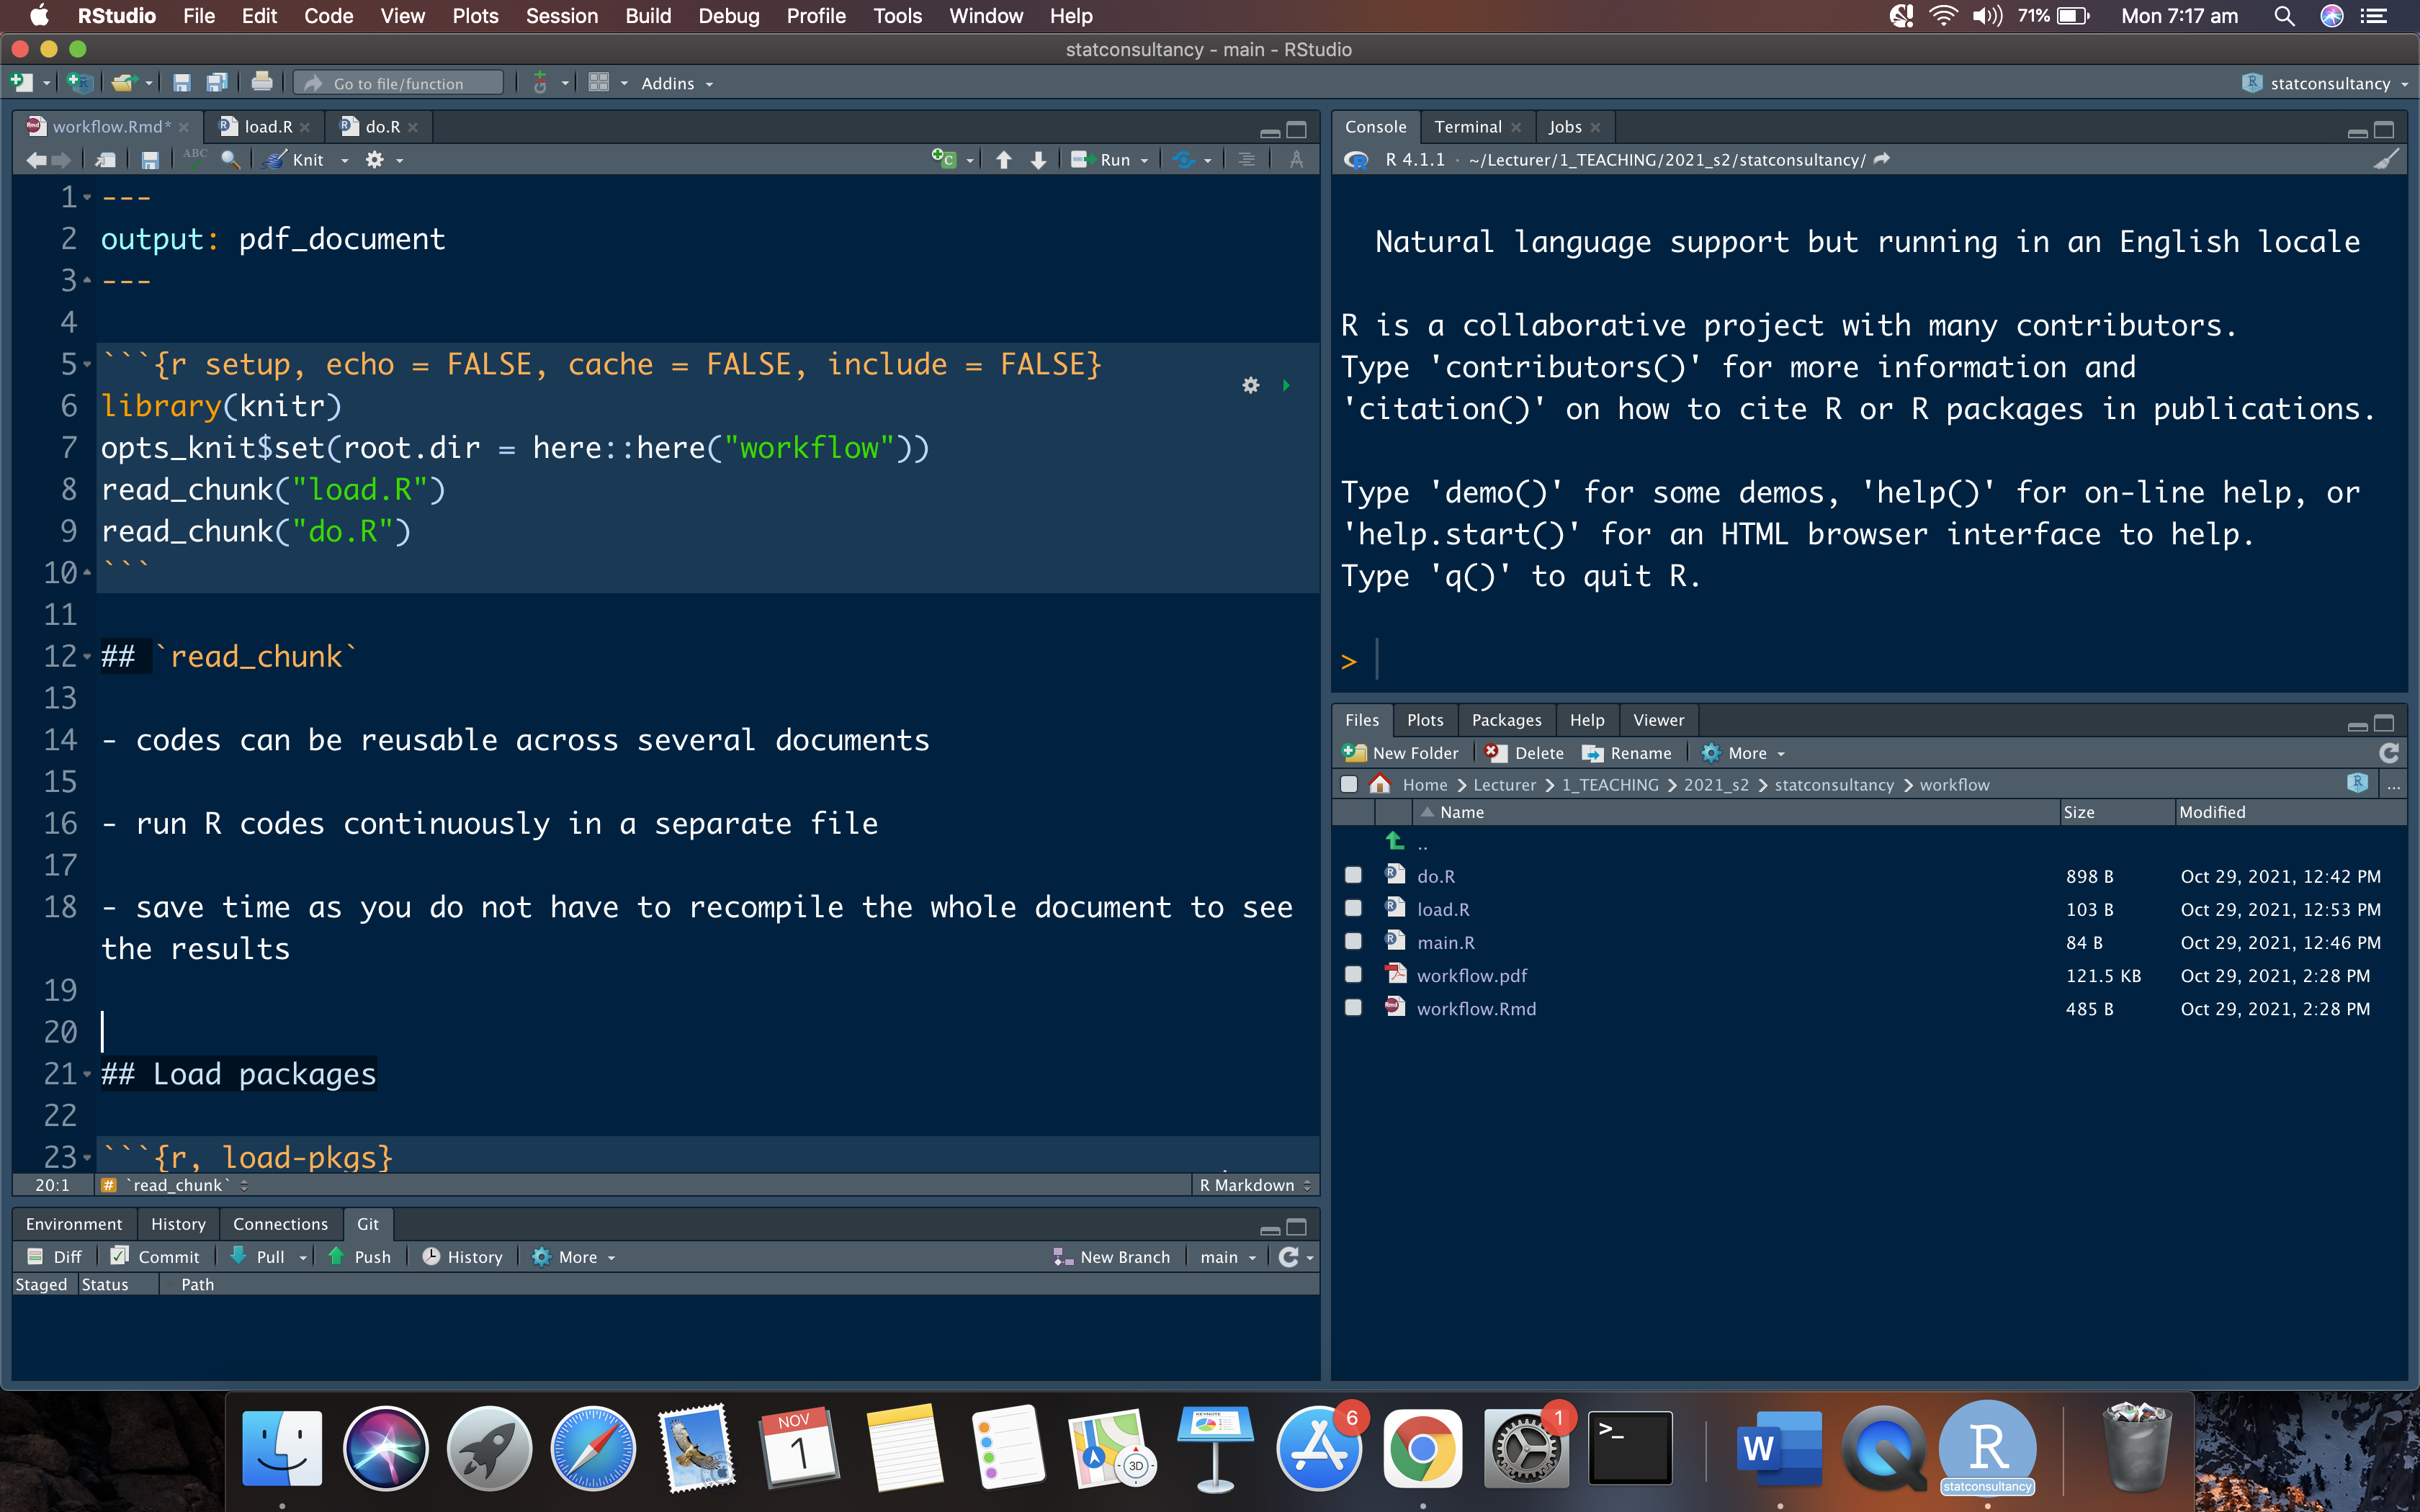 RStudio File Edit Code View Plots Session Build Debug Profile Tools Window Help 71% Mon 7:17 am
statconsultancy - main - RStudio
Go to file/function Addins statconsultancy
workflow.Rmd* load.R do.R
ABC Knit Run
1 ---
2 output: pdf_document
3 ---
4
5 ```{r setup, echo = FALSE, cache = FALSE, include = FALSE}
6 library(knitr)
7 opts_knit$set(root.dir = here::here("workflow"))
8 read_chunk("load.R")
9 read_chunk("do.R")
10 ```
11
12 ## `read_chunk`
13
14 - codes can be reusable across several documents
15
16 - run R codes continuously in a separate file
17
18 - save time as you do not have to recompile the whole document to see
the results
19
20
21 ## Load packages
22
23 ```{r, load-pkgs}
20:1 # `read_chunk` R Markdown
Environment History Connections Git
Diff Commit Pull Push History More New Branch main
Staged Status Path
Console Terminal Jobs
R 4.1.1 · ~/Lecturer/1_TEACHING/2021_s2/statconsultancy/
Natural language support but running in an English locale
R is a collaborative project with many contributors.
Type 'contributors()' for more information and
'citation()' on how to cite R or R packages in publications.
Type 'demo()' for some demos, 'help()' for on-line help, or
'help.start()' for an HTML browser interface to help.
Type 'q()' to quit R.
>
Files Plots Packages Help Viewer
New Folder Delete Rename More
Home Lecturer 1_TEACHING 2021_s2 statconsultancy workflow ...
Name Size Modified
..
do.R 898 B Oct 29, 2021, 12:42 PM
load.R 103 B Oct 29, 2021, 12:53 PM
main.R 84 B Oct 29, 2021, 12:46 PM
workflow.pdf 121.5 KB Oct 29, 2021, 2:28 PM
workflow.Rmd 485 B Oct 29, 2021, 2:28 PM
NOV
1
3D
KEYNOTE
6
1
>_
W
R
statconsultancy